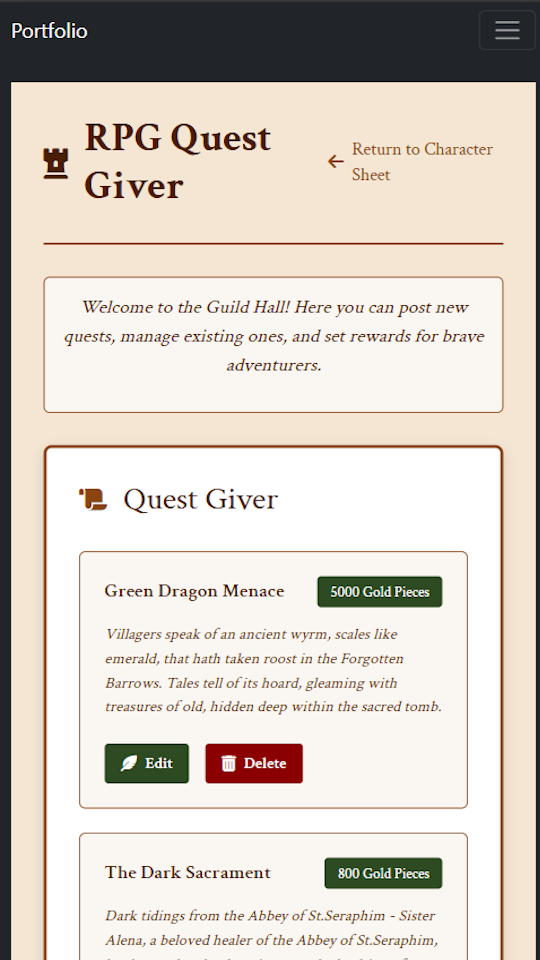 Portfolio
RPG Quest
Giver
Return to Character
Sheet
Welcome to the Guild Hall! Here you can post new
quests, manage existing ones, and set rewards for brave
adventurers.
Quest Giver
Green Dragon Menace
5000 Gold Pieces
Villagers speak of an ancient wyrm, scales like
emerald, that hath taken roost in the Forgotten
Barrows. Tales tell of its hoard, gleaming with
treasures of old, hidden deep within the sacred tomb.
Edit
Delete
The Dark Sacrament
800 Gold Pieces
Dark tidings from the Abbey of St.Seraphim - Sister
Alena, a beloved healer of the Abbey of St.Seraphim,